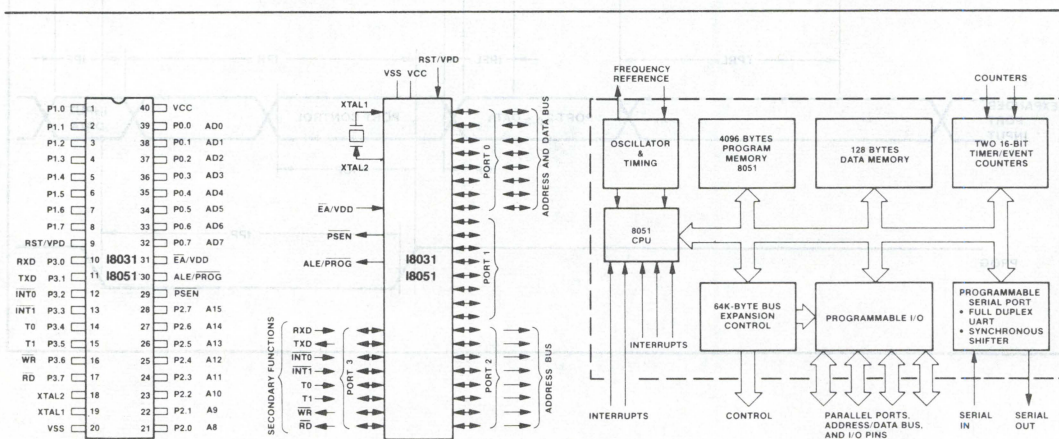 P1.0 1 40 VCC
P1.1 2 39 P0.0 AD0
P1.2 3 38 P0.1 AD1
P1.3 4 37 P0.2 AD2
P1.4 5 36 P0.3 AD3
P1.5 6 35 P0.4 AD4
P1.6 7 34 P0.5 AD5
P1.7 8 33 P0.6 AD6
RST/VPD 9 32 P0.7 AD7
RXD P3.0 10 I8031 31 EA/VDD
TXD P3.1 11 I8051 30 ALE/PROG
INT0 P3.2 12 29 PSEN
INT1 P3.3 13 28 P2.7 A15
T0 P3.4 14 27 P2.6 A14
T1 P3.5 15 26 P2.5 A13
WR P3.6 16 25 P2.4 A12
RD P3.7 17 24 P2.3 A11
XTAL2 18 23 P2.2 A10
XTAL1 19 22 P2.1 A9
VSS 20 21 P2.0 A8
RST/VPD
VSS VCC
XTAL1
XTAL2
EA/VDD
PSEN
ALE/PROG
I8031
I8051
PORT 0
ADDRESS AND DATA BUS
PORT 1
PORT 2
ADDRESS BUS
SECONDARY FUNCTIONS
RXD
TXD
INT0
INT1
T0
T1
WR
RD
PORT 3
FREQUENCY
REFERENCE
COUNTERS
OSCILLATOR
&
TIMING
4096 BYTES
PROGRAM
MEMORY
8051
128 BYTES
DATA MEMORY
TWO 16-BIT
TIMER/EVENT
COUNTERS
8051
CPU
64K-BYTE BUS
EXPANSION
CONTROL
PROGRAMMABLE I/O
PROGRAMMABLE
SERIAL PORT
• FULL DUPLEX
UART
• SYNCHRONOUS
SHIFTER
INTERRUPTS
INTERRUPTS
CONTROL
PARALLEL PORTS,
ADDRESS/DATA BUS,
AND I/O PINS
SERIAL
IN
SERIAL
OUT